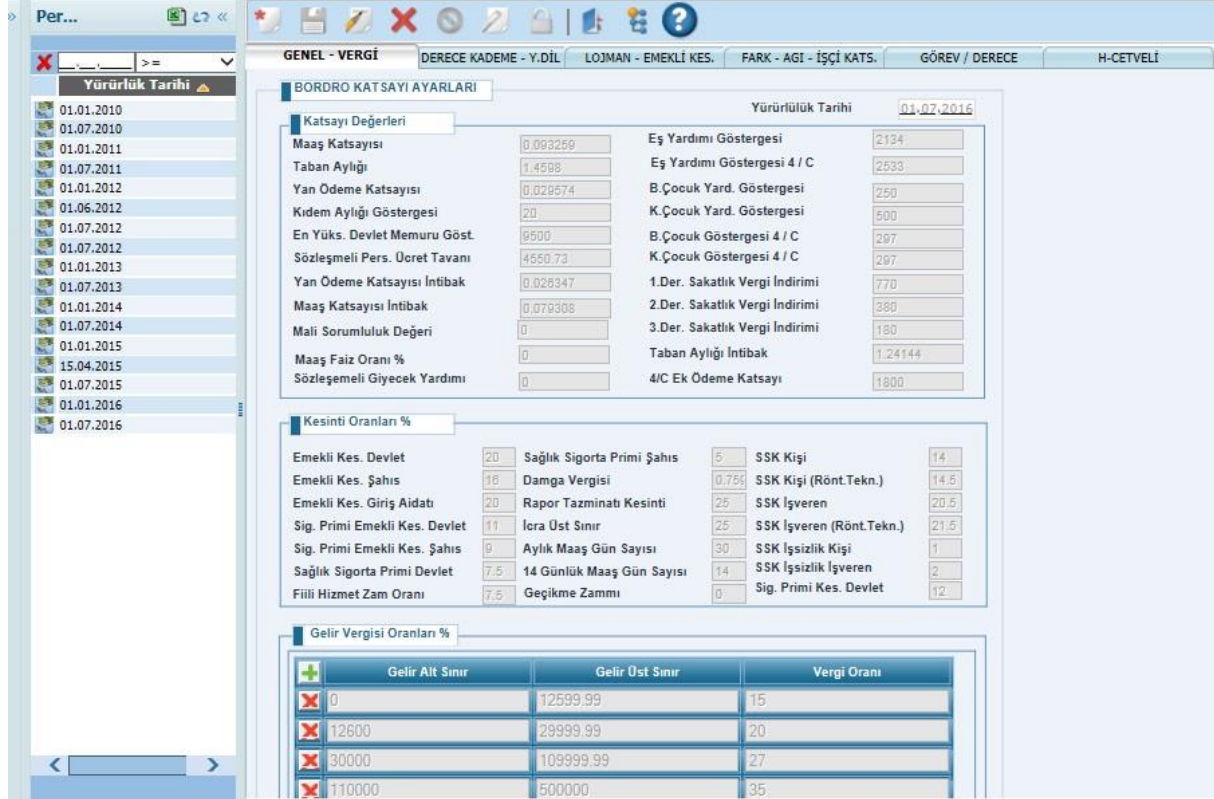 Per...
>=
Yürürlük Tarihi
01.01.2010
01.07.2010
01.01.2011
01.07.2011
01.01.2012
01.06.2012
01.07.2012
01.07.2012
01.01.2013
01.07.2013
01.01.2014
01.07.2014
01.01.2015
15.04.2015
01.07.2015
01.01.2016
01.07.2016
GENEL - VERGİ DERECE KADEME - Y.DİL LOJMAN - EMEKLİ KES. FARK - AGI - İŞÇİ KATS. GÖREV / DERECE H-CETVELİ
BORDRO KATSAYI AYARLARI
Yürürlülük Tarihi 01.07.2016
Katsayı Değerleri
Maaş Katsayısı 0.093259 Eş Yardımı Göstergesi 2134
Taban Aylığı 1.4598 Eş Yardımı Göstergesi 4 / C 2533
Yan Ödeme Katsayısı 0.029574 B.Çocuk Yard. Göstergesi 250
Kıdem Aylığı Göstergesi 20 K.Çocuk Yard. Göstergesi 500
En Yüks. Devlet Memuru Göst. 9500 B.Çocuk Göstergesi 4 / C 297
Sözleşmeli Pers. Ücret Tavanı 4550.73 K.Çocuk Göstergesi 4 / C 297
Yan Ödeme Katsayısı İntibak 0.026347 1.Der. Sakatlık Vergi İndirimi 770
Maaş Katsayısı İntibak 0.079308 2.Der. Sakatlık Vergi İndirimi 380
Mali Sorumluluk Değeri 0 3.Der. Sakatlık Vergi İndirimi 180
Maaş Faiz Oranı % 0 Taban Aylığı İntibak 1.24144
Sözleşemeli Giyecek Yardımı 0 4/C Ek Ödeme Katsayı 1800
Kesinti Oranları %
Emekli Kes. Devlet 20 Sağlık Sigorta Primi Şahıs 5 SSK Kişi 14
Emekli Kes. Şahıs 16 Damga Vergisi 0.759 SSK Kişi (Rönt.Tekn.) 14.5
Emekli Kes. Giriş Aidatı 20 Rapor Tazminatı Kesinti 25 SSK İşveren 20.5
Sig. Primi Emekli Kes. Devlet 11 İcra Üst Sınır 25 SSK İşveren (Rönt.Tekn.) 21.5
Sig. Primi Emekli Kes. Şahıs 9 Aylık Maaş Gün Sayısı 30 SSK İşsizlik Kişi 1
Sağlık Sigorta Primi Devlet 7.5 14 Günlük Maaş Gün Sayısı 14 SSK İşsizlik İşveren 2
Fiili Hizmet Zam Oranı 7.5 Geçikme Zammı 0 Sig. Primi Kes. Devlet 12
Gelir Vergisi Oranları %
Gelir Alt Sınır Gelir Üst Sınır Vergi Oranı
0 12599.99 15
12600 29999.99 20
30000 109999.99 27
110000 500000 35